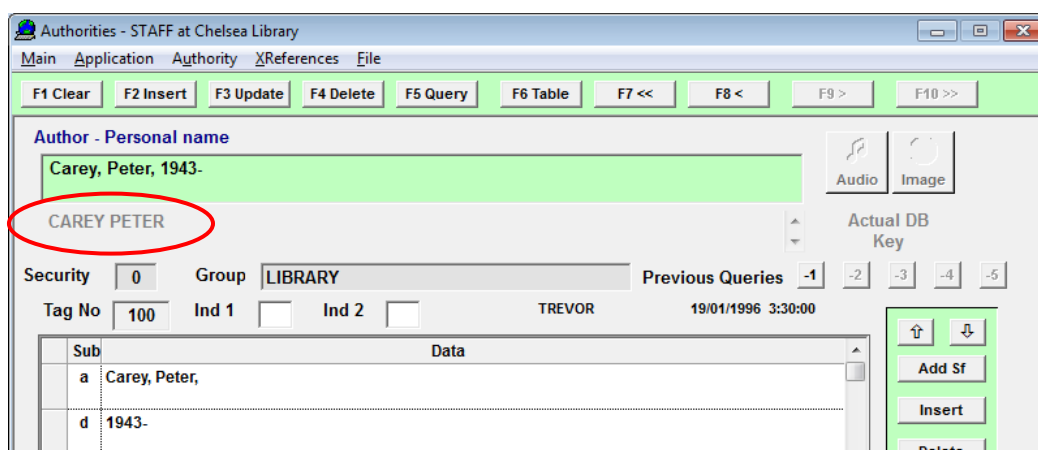 Authorities - STAFF at Chelsea Library
Main Application Authority XReferences File
F1 Clear F2 Insert F3 Update F4 Delete F5 Query F6 Table F7 << F8 < F9 > F10 >>
Author - Personal name
Carey, Peter, 1943-
Audio Image
CAREY PETER
Actual DB
Key
Security 0 Group LIBRARY Previous Queries -1 -2 -3 -4 -5
Tag No 100 Ind 1 Ind 2 TREVOR 19/01/1996 3:30:00
Sub Data
a Carey, Peter,
Add Sf
d 1943-
Insert
Delete